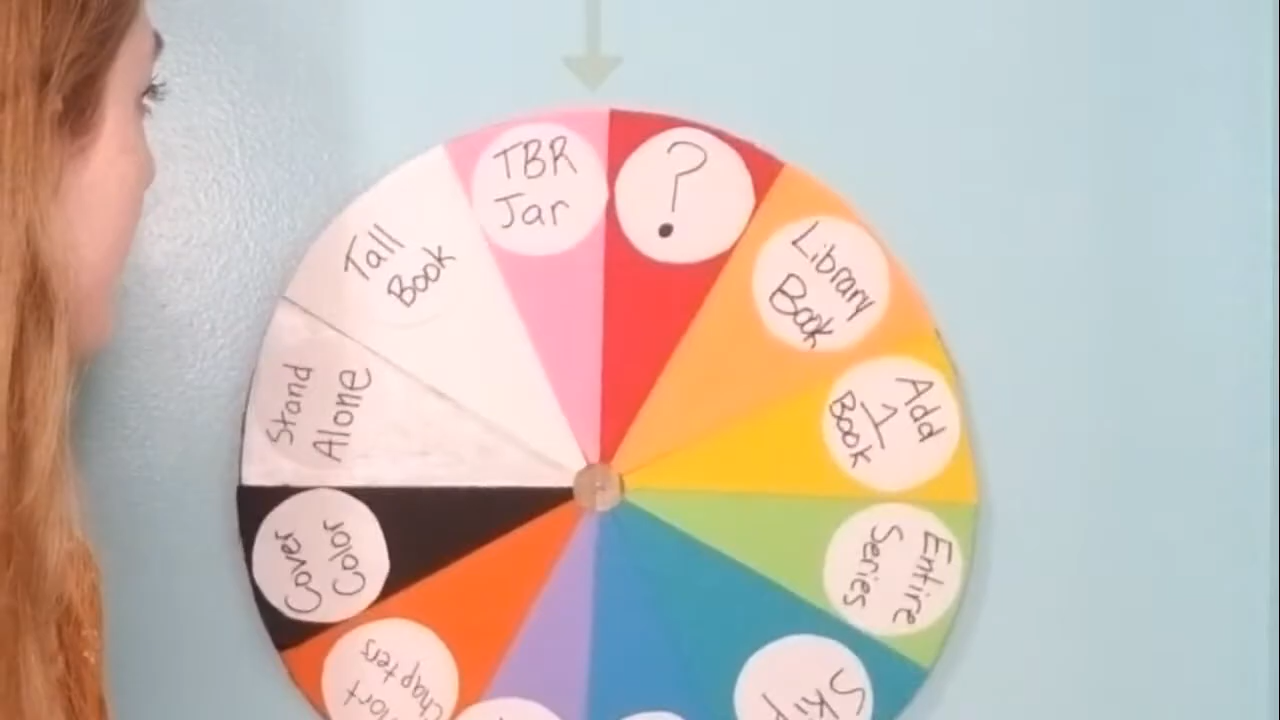 TBR
Jar
?
Library
Book
Add
1
Book
Entire
Series
Chapters
Cover
Color
Stand
Alone
Tall
Book